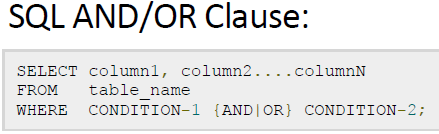 SQL AND/OR Clause:
SELECT column1, column2....columnN
FROM   table_name
WHERE  CONDITION-1 {AND|OR} CONDITION-2;